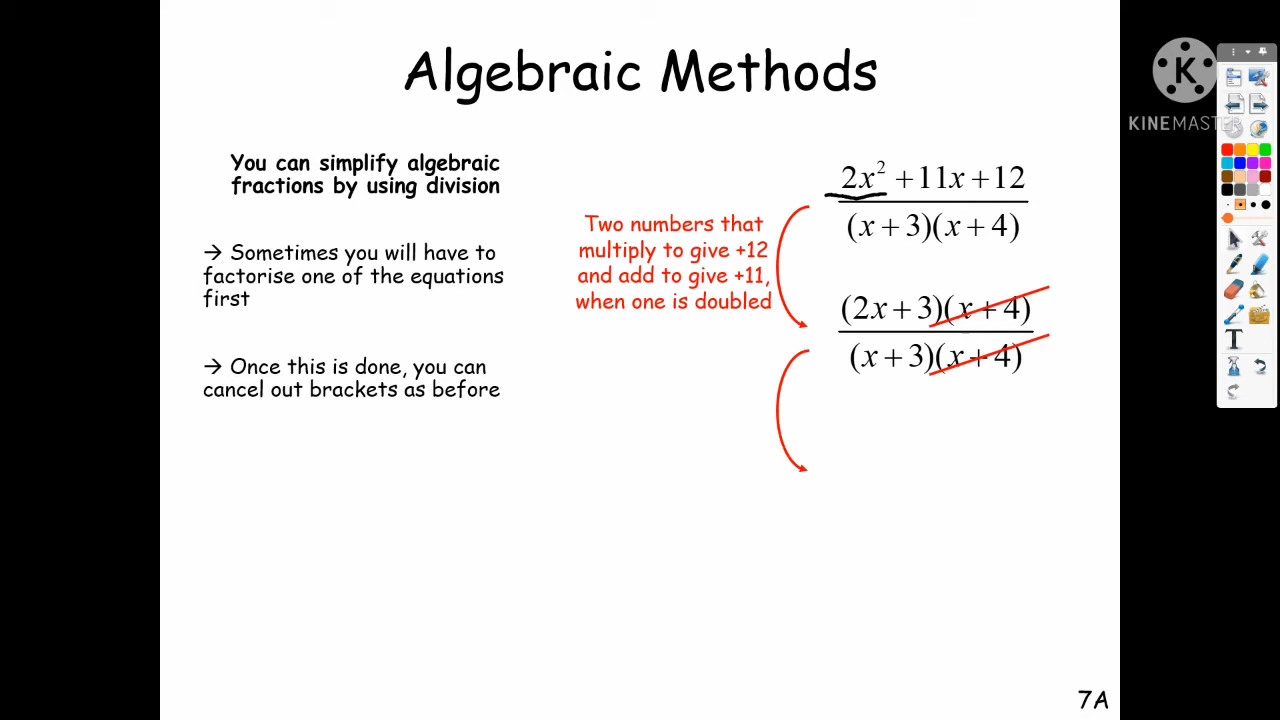 Algebraic Methods
KINEMASTER
You can simplify algebraic
fractions by using division
→ Sometimes you will have to
factorise one of the equations
first
→ Once this is done, you can
cancel out brackets as before
Two numbers that
multiply to give +12
and add to give +11,
when one is doubled
2x² + 11x + 12
(x + 3)(x + 4)
(2x + 3)(x + 4)
(x + 3)(x + 4)
7A